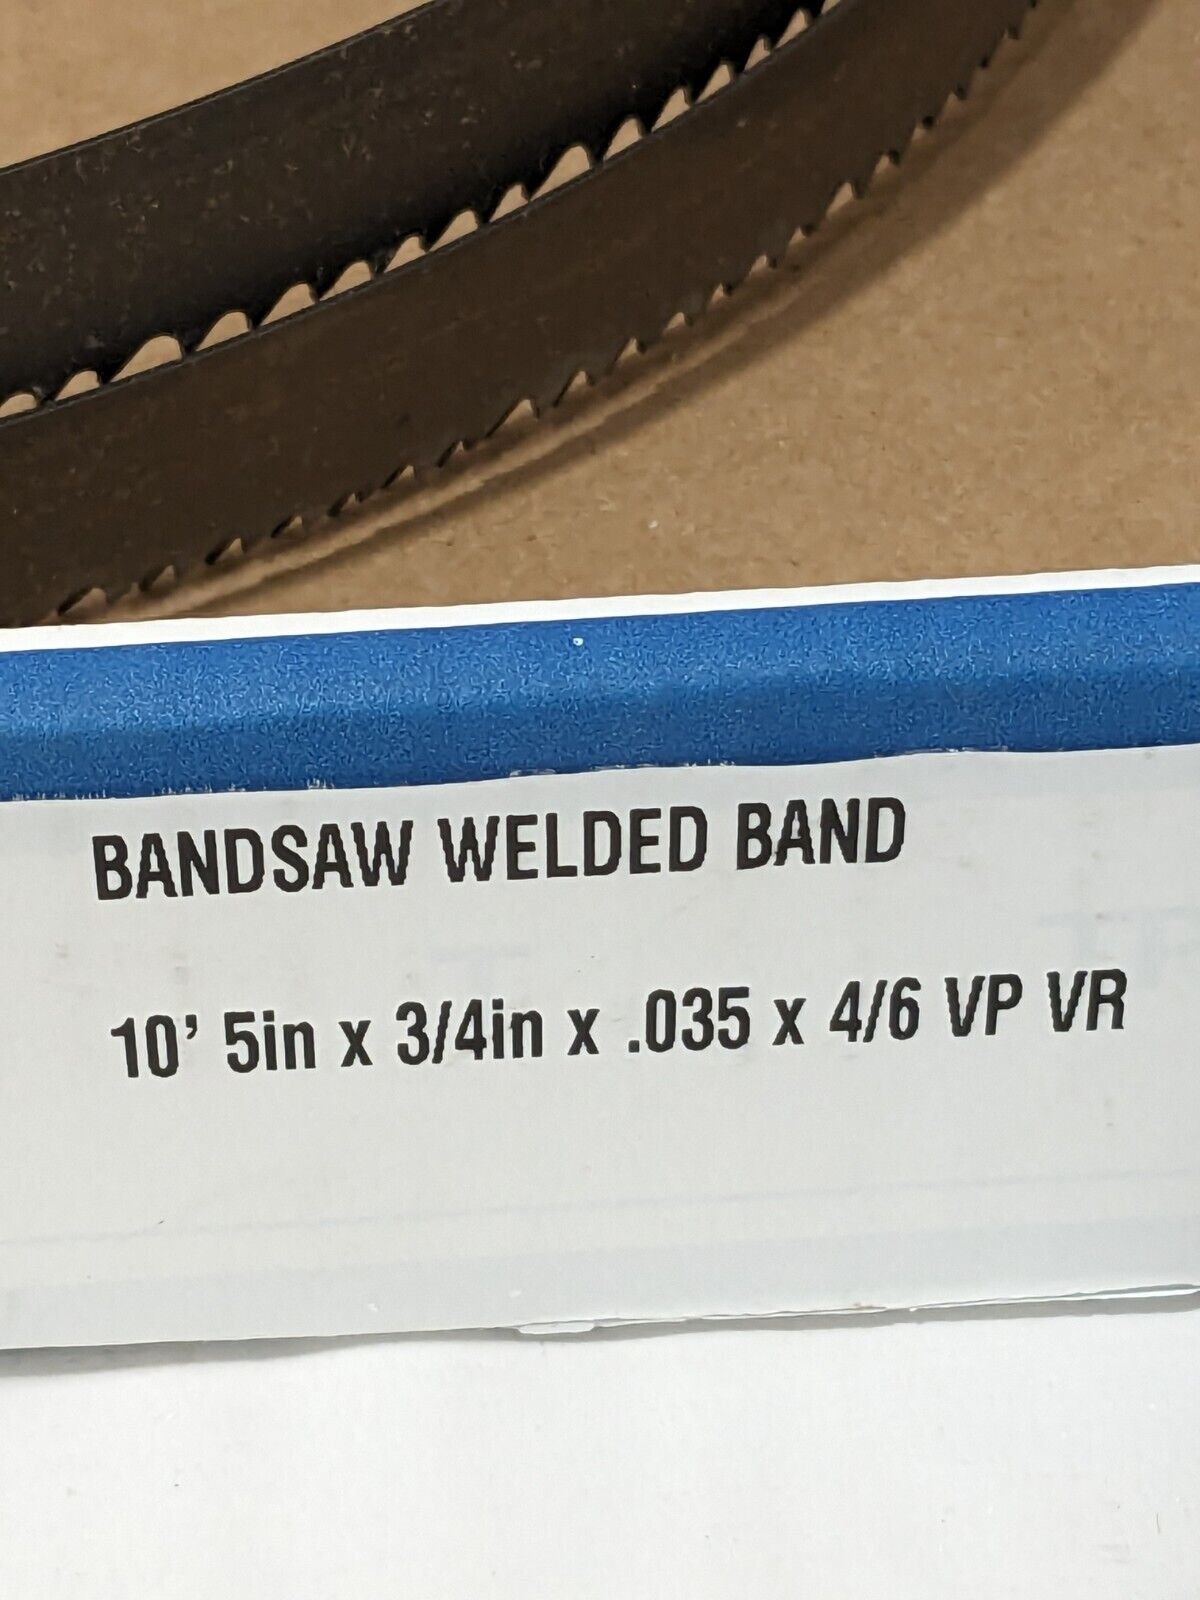 BANDSAW WELDED BAND
10' 5in x 3/4in x .035 x 4/6 VP VR